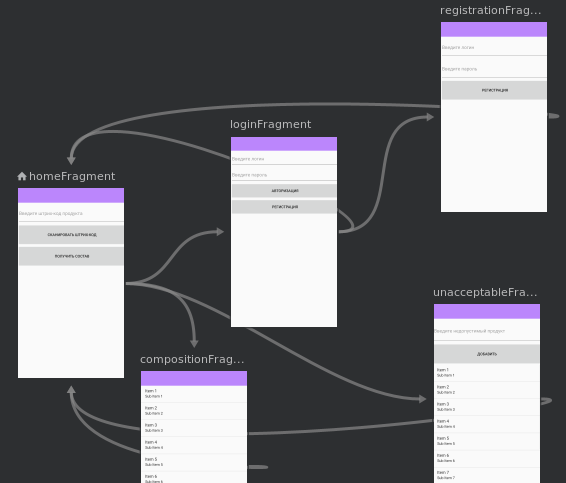 registrationFrag...
Введите логин
Введите пароль
РЕГИСТРАЦИЯ
loginFragment
Введите логин
Введите пароль
АВТОРИЗАЦИЯ
РЕГИСТРАЦИЯ
homeFragment
Введите штрих-код продукта
СКАНИРОВАТЬ ШТРИХ-КОД
ПОЛУЧИТЬ СОСТАВ
unacceptableFra...
Введите недопустимый продукт
ДОБАВИТЬ
Item 1
Sub Item 1
Item 2
Sub Item 2
Item 3
Sub Item 3
Item 4
Sub Item 4
Item 5
Sub Item 5
Item 6
Sub Item 6
Item 7
Sub Item 7
compositionFrag...
Item 1
Sub Item 1
Item 2
Sub Item 2
Item 3
Sub Item 3
Item 4
Sub Item 4
Item 5
Sub Item 5
Item 6
Sub Item 6